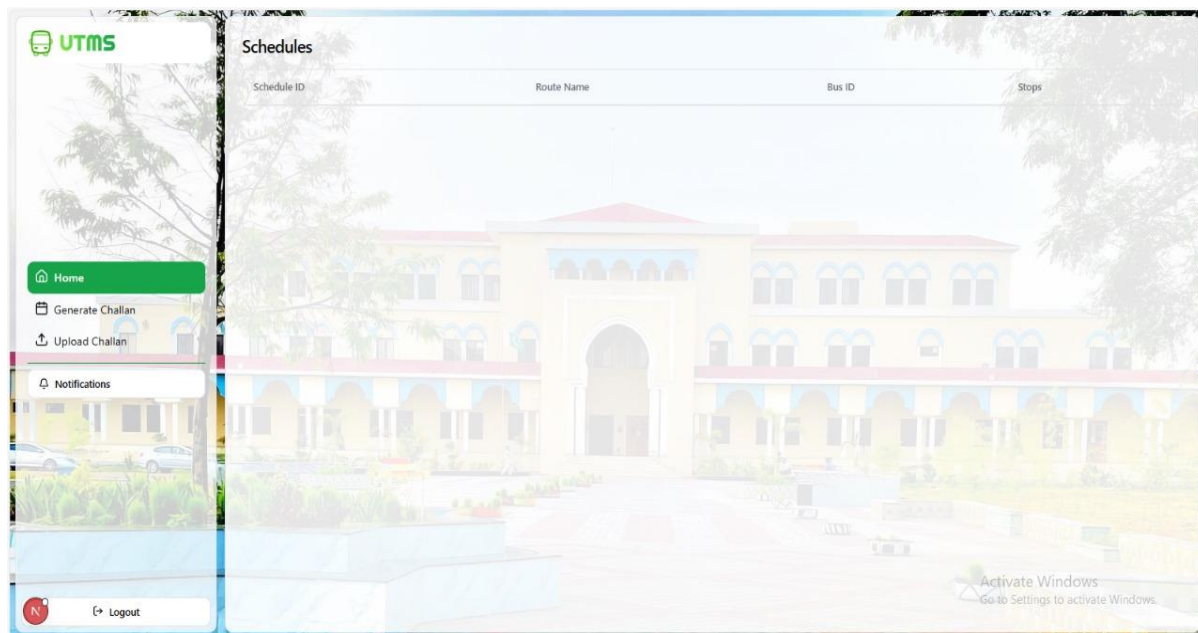 UTMS
Schedules
Schedule ID Route Name Bus ID Stops
Home
Generate Challan
Upload Challan
Notifications
N
Logout
Activate Windows
Go to Settings to activate Windows.